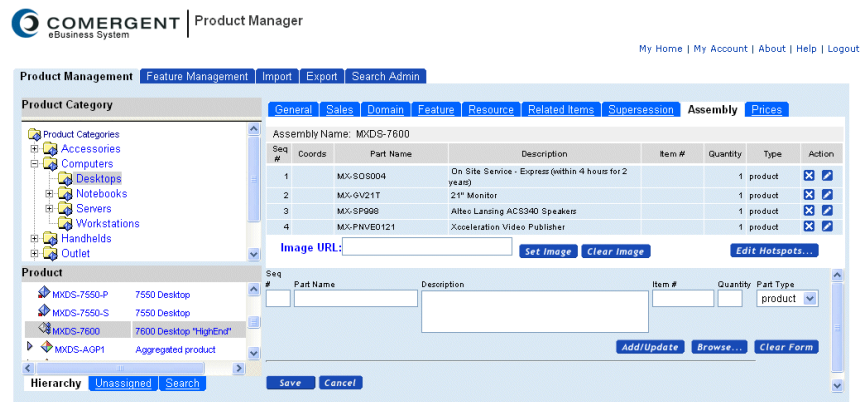 COMERGENT
eBusiness System
Product Manager
My Home | My Account | About | Help | Logout
Product Management
Feature Management
Import
Export
Search Admin
Product Category
Product Categories
Accessories
Computers
Desktops
Notebooks
Servers
Workstations
Handhelds
Outlet
Product
MXDS-7550-P 7550 Desktop
MXDS-7550-S 7550 Desktop
MXDS-7600 7600 Desktop "HighEnd"
MXDS-AGP1 Aggregated product
Hierarchy Unassigned Search
General Sales Domain Feature Resource Related Items Supersession Assembly Prices
Assembly Name: MXDS-7600
Seq # Coords Part Name Description Item # Quantity Type Action
1 MX-SOS004 On Site Service - Express (within 4 hours for 2 years) 1 product
2 MX-GV21T 21" Monitor 1 product
3 MX-SP998 Altec Lansing ACS340 Speakers 1 product
4 MX-PNVE0121 Xcceleration Video Publisher 1 product
Image URL: Set Image Clear Image Edit Hotspots...
Seq # Part Name Description Item # Quantity Part Type
product
Add/Update Browse... Clear Form
Save Cancel